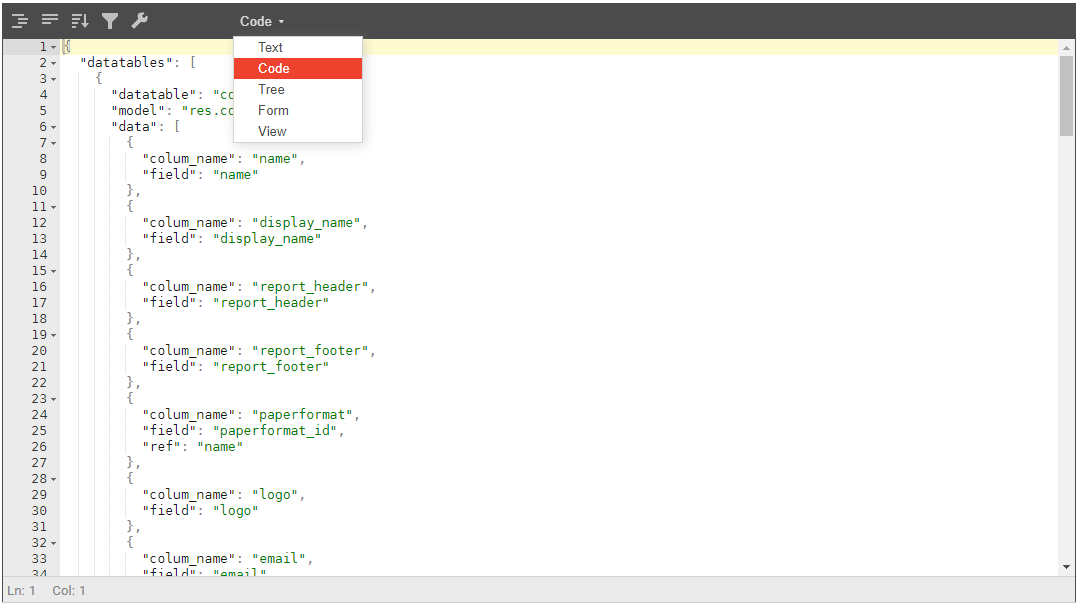 Code
Text
Code
Tree
Form
View
1 {
2 "datatables": [
3 {
4 "datatable":
5 "model":
6 "data": [
7 {
8 "colum_name": "name",
9 "field": "name"
10 },
11 {
12 "colum_name": "display_name",
13 "field": "display_name"
14 },
15 {
16 "colum_name": "report_header",
17 "field": "report_header"
18 },
19 {
20 "colum_name": "report_footer",
21 "field": "report_footer"
22 },
23 {
24 "colum_name": "paperformat",
25 "field": "paperformat_id",
26 "ref": "name"
27 },
28 {
29 "colum_name": "logo",
30 "field": "logo"
31 },
32 {
33 "colum_name": "email",
34 "field": "email"
Ln: 1 Col: 1